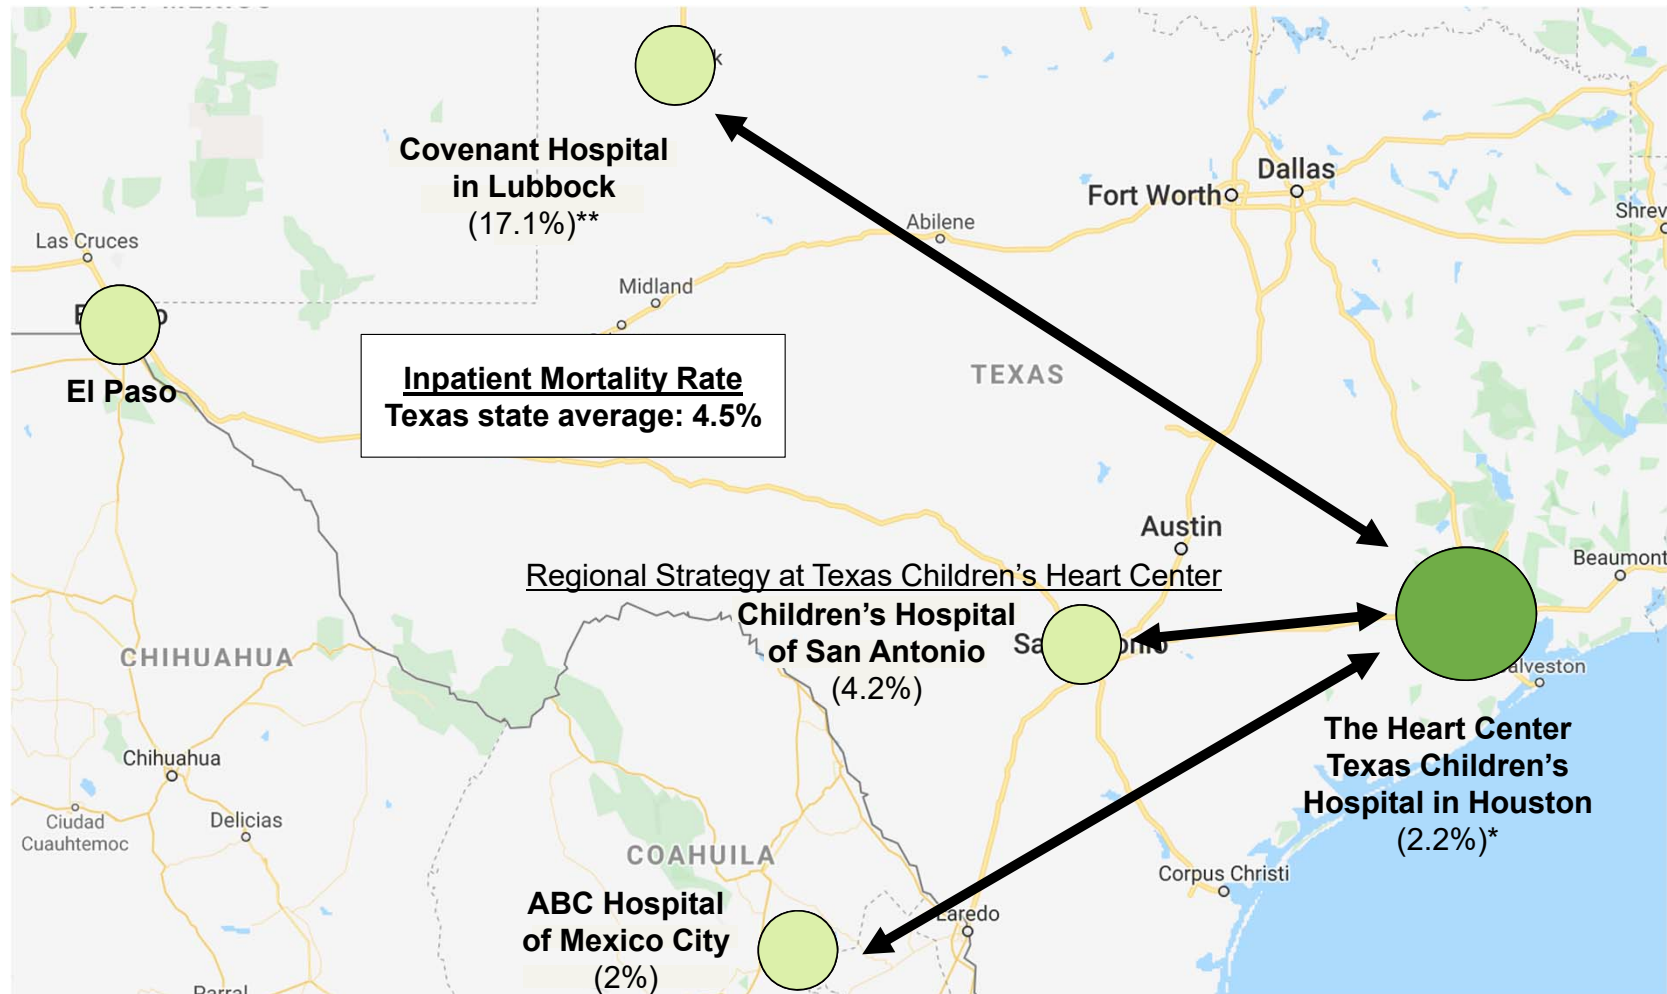 Covenant Hospital
in Lubbock
(17.1%)**
Dallas
Fort Worth
Abilene
Las Cruces
Midland
El Paso
Inpatient Mortality Rate
Texas state average: 4.5%
TEXAS
Austin
Beaumont
Regional Strategy at Texas Children’s Heart Center
Children’s Hospital
of San Antonio
(4.2%)
CHIHUAHUA
The Heart Center
Texas Children’s
Hospital in Houston
(2.2%)*
Chihuahua
Ciudad
Cuauhtemoc
Delicias
COAHUILA
Corpus Christi
ABC Hospital
of Mexico City
(2%)
Laredo